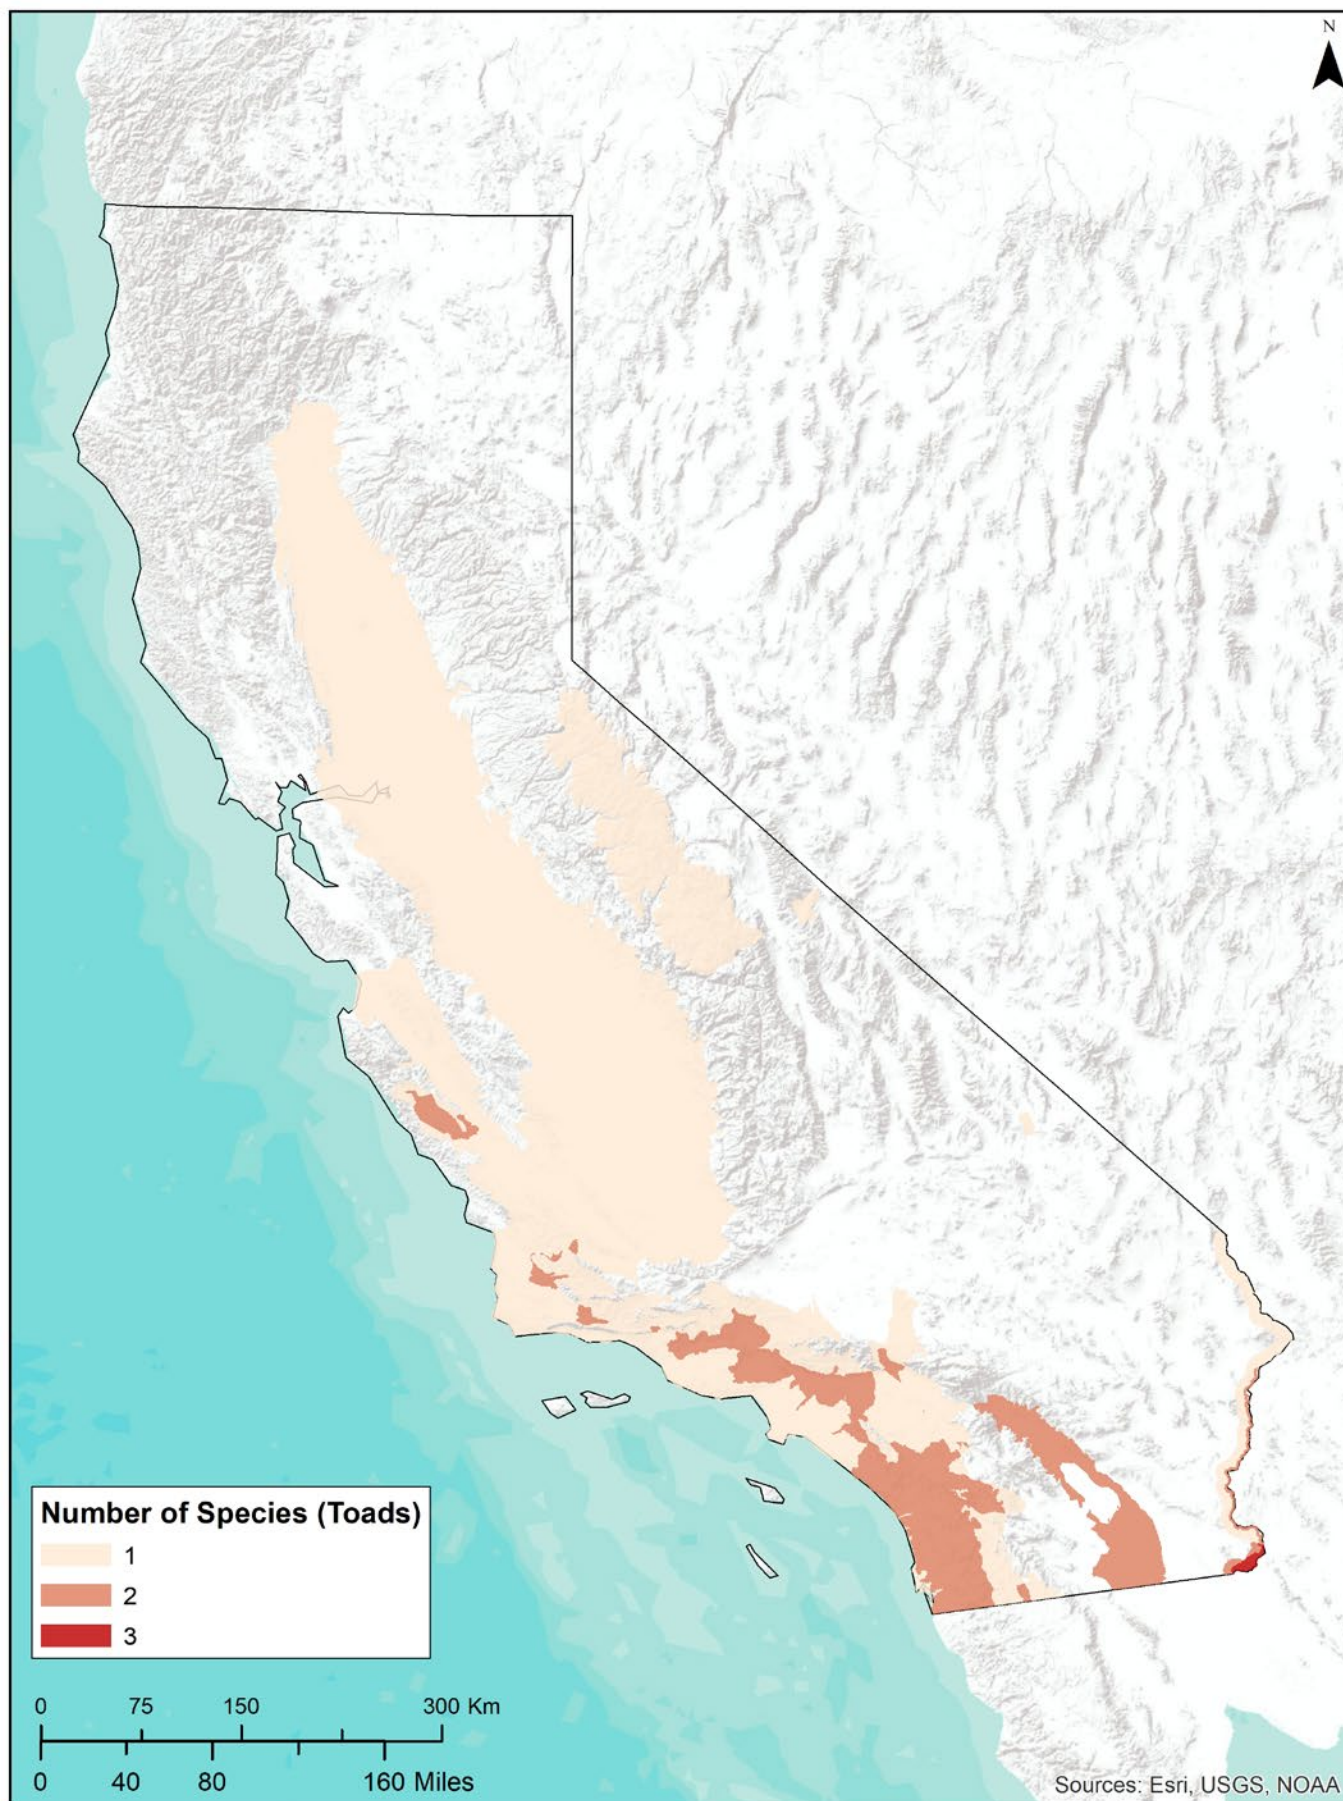 N
Number of Species (Toads)
1
2
3
0 75 150 300 Km
0 40 80 160 Miles
Sources: Esri, USGS, NOAA